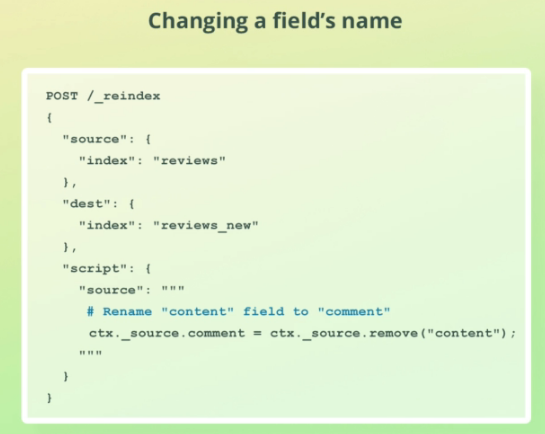 Changing a field’s name
POST /_reindex
{
"source": {
"index": "reviews"
},
"dest": {
"index": "reviews_new"
},
"script": {
"source": """
# Rename "content" field to "comment"
ctx._source.comment = ctx._source.remove("content");
"""
}
}